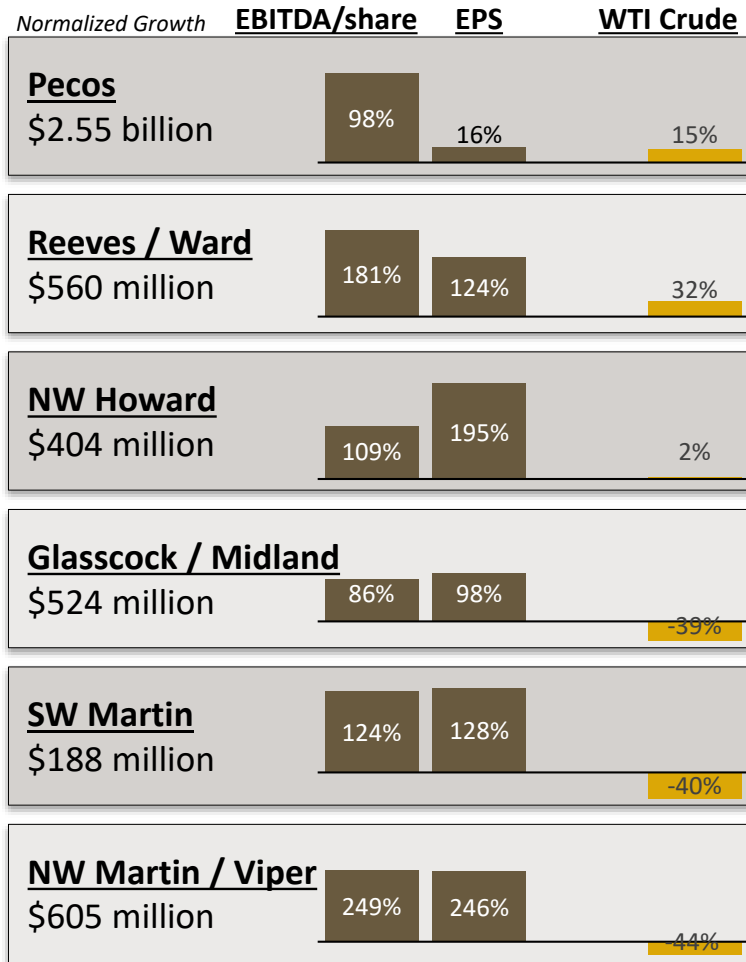 Normalized Growth EBITDA/share EPS WTI Crude
Pecos
$2.55 billion
98% 16% 15%
Reeves / Ward
$560 million
181% 124% 32%
NW Howard
$404 million
109% 195% 2%
Glasscock / Midland
$524 million
86% 98% -39%
SW Martin
$188 million
124% 128% -40%
NW Martin / Viper
$605 million
249% 246% -44%